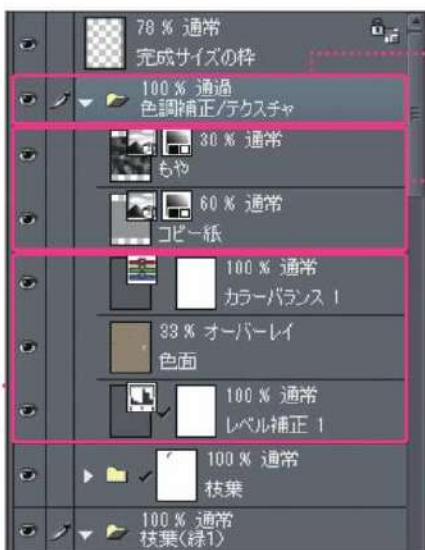 78 % 通常
完成サイズの枠
100 % 通過
色調補正/テクスチャ
30 % 通常
もや
60 % 通常
コピー紙
100 % 通常
カラーバランス 1
33 % オーバーレイ
色面
100 % 通常
レベル補正 1
100 % 通常
枝葉
100 % 通常
枝葉(緑1)